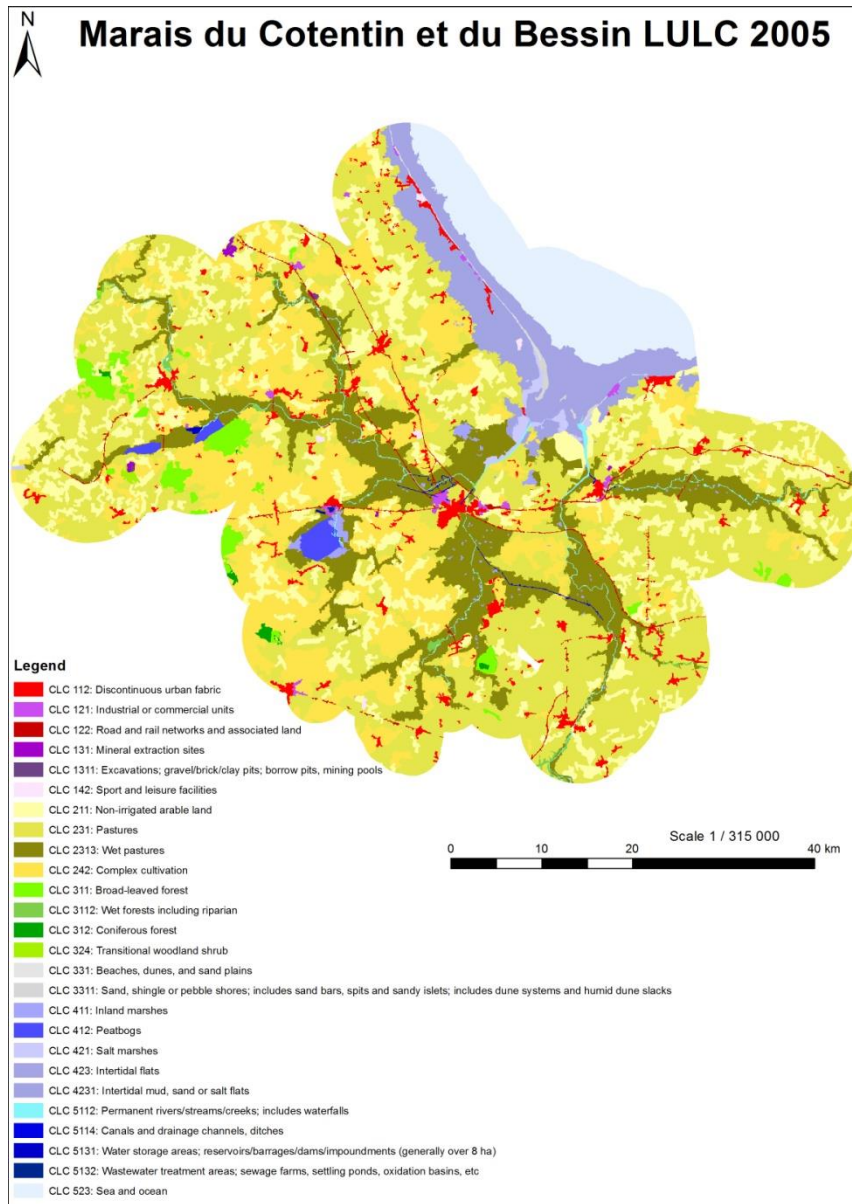 N
Marais du Cotentin et du Bessin LULC 2005
Legend
CLC 112: Discontinuous urban fabric
CLC 121: Industrial or commercial units
CLC 122: Road and rail networks and associated land
CLC 131: Mineral extraction sites
CLC 1311: Excavations; gravel/brick/clay pits; borrow pits, mining pools
CLC 142: Sport and leisure facilities
CLC 211: Non-irrigated arable land
CLC 231: Pastures
CLC 2313: Wet pastures
CLC 242: Complex cultivation
CLC 311: Broad-leaved forest
CLC 3112: Wet forests including riparian
CLC 312: Coniferous forest
CLC 324: Transitional woodland shrub
CLC 331: Beaches, dunes, and sand plains
CLC 3311: Sand, shingle or pebble shores; includes sand bars, spits and sandy islets; includes dune systems and humid dune slacks
CLC 411: Inland marshes
CLC 412: Peatbogs
CLC 421: Salt marshes
CLC 423: Intertidal flats
CLC 4231: Intertidal mud, sand or salt flats
CLC 5112: Permanent rivers/streams/creeks; includes waterfalls
CLC 5114: Canals and drainage channels, ditches
CLC 5131: Water storage areas; reservoirs/barrages/dams/impoundments (generally over 8 ha)
CLC 5132: Wastewater treatment areas; sewage farms, settling ponds, oxidation basins, etc
CLC 523: Sea and ocean
Scale 1 / 315 000
0 10 20 40 km